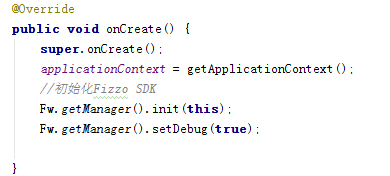 @Override
public void onCreate() {
super.onCreate();
applicationContext = getApplicationContext();
//初始化Fizzo SDK
Fw.getManager().init(this);
Fw.getManager().setDebug(true);
}